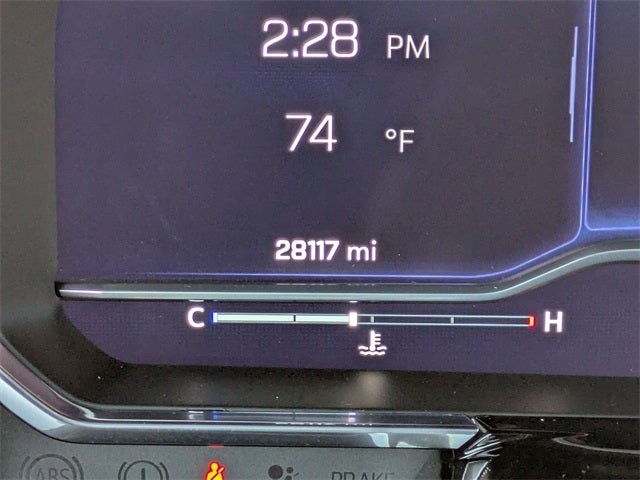 2:28 PM
74 °F
28117 mi
C H
ABS BRAKE